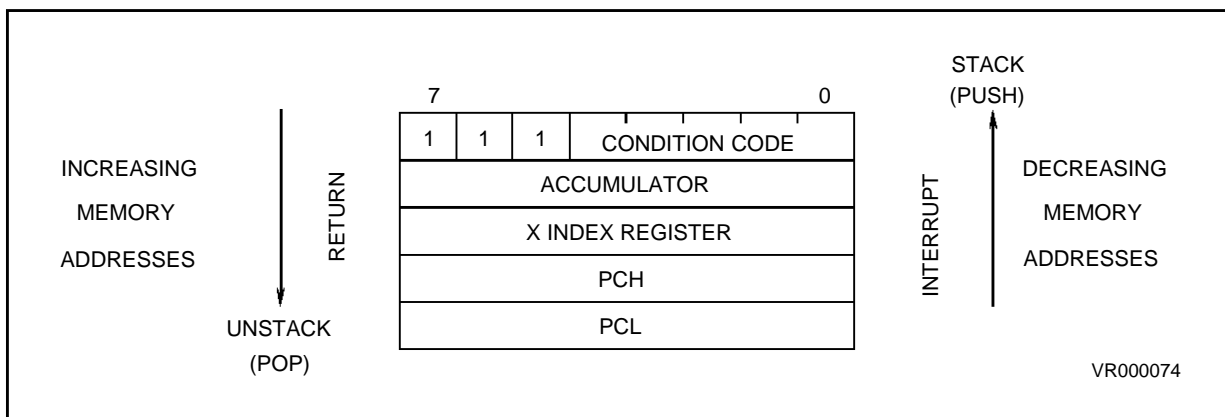 STACK
(PUSH)
7 0
1 1 1 CONDITION CODE
INCREASING
MEMORY
ADDRESSES
RETURN
ACCUMULATOR
X INDEX REGISTER
PCH
PCL
INTERRUPT
DECREASING
MEMORY
ADDRESSES
UNSTACK
(POP)
VR000074